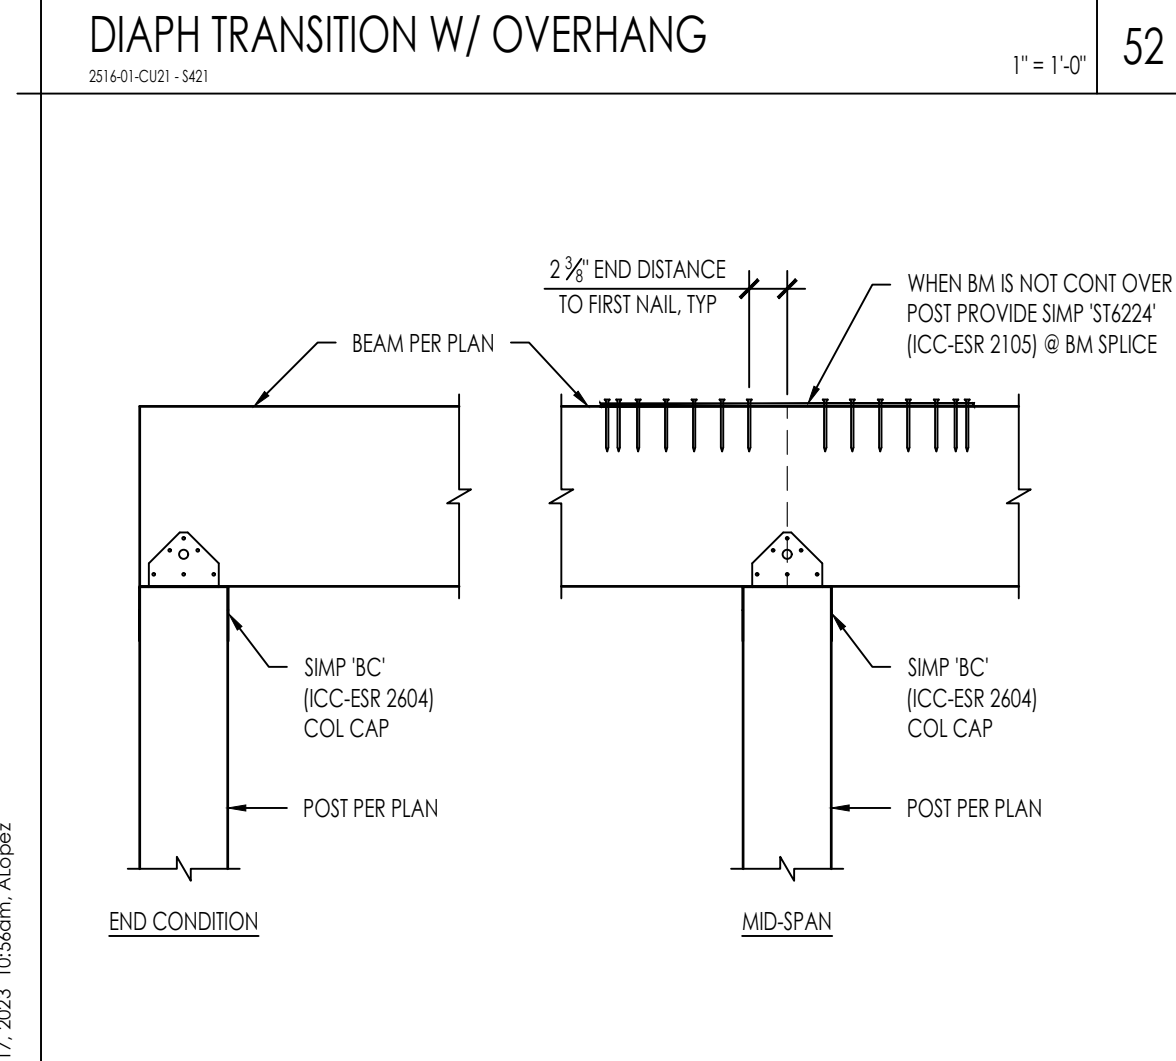 DIAPH TRANSITION W/ OVERHANG
2516-01-CU21 - S421
1" = 1'-0"
52
2 3/8" END DISTANCE
TO FIRST NAIL, TYP
WHEN BM IS NOT CONT OVER
POST PROVIDE SIMP 'ST6224'
(ICC-ESR 2105) @ BM SPLICE
BEAM PER PLAN
SIMP 'BC'
(ICC-ESR 2604)
COL CAP
SIMP 'BC'
(ICC-ESR 2604)
COL CAP
POST PER PLAN
POST PER PLAN
END CONDITION
MID-SPAN
17, 2023 10:56am, ALopez